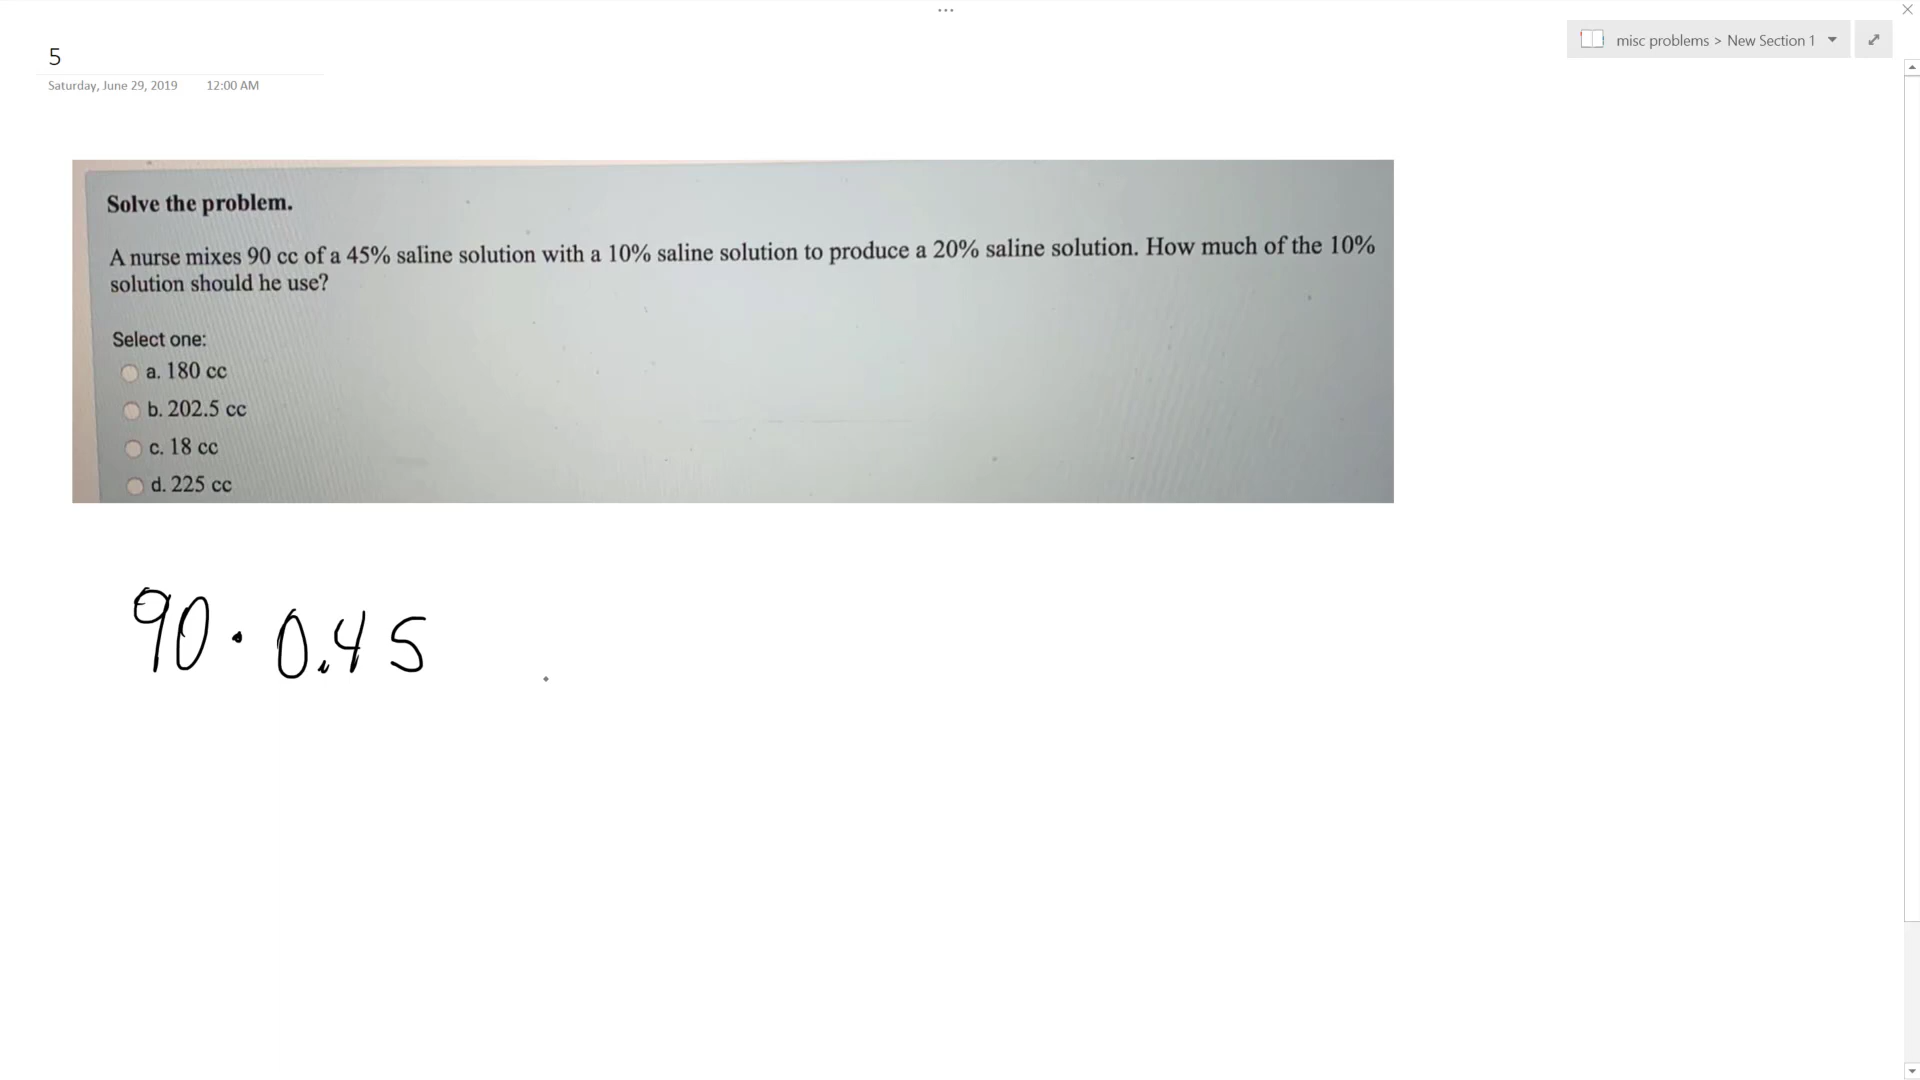 ...
misc problems > New Section 1
5
Saturday, June 29, 2019 12:00 AM
Solve the problem.
A nurse mixes 90 cc of a 45% saline solution with a 10% saline solution to produce a 20% saline solution. How much of the 10%
solution should he use?
Select one:
a. 180 cc
b. 202.5 cc
c. 18 cc
d. 225 cc
90 · 0.45